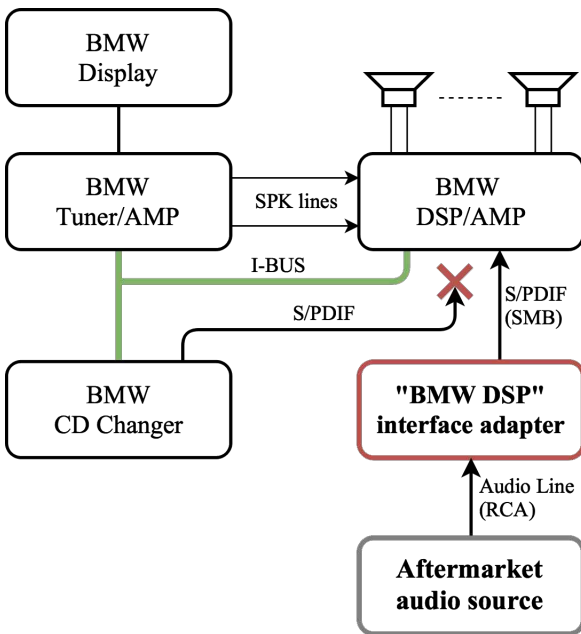 BMW
Display
BMW
Tuner/AMP
SPK lines
BMW
DSP/AMP
I-BUS
S/PDIF
S/PDIF
(SMB)
BMW
CD Changer
"BMW DSP"
interface adapter
Audio Line
(RCA)
Aftermarket
audio source